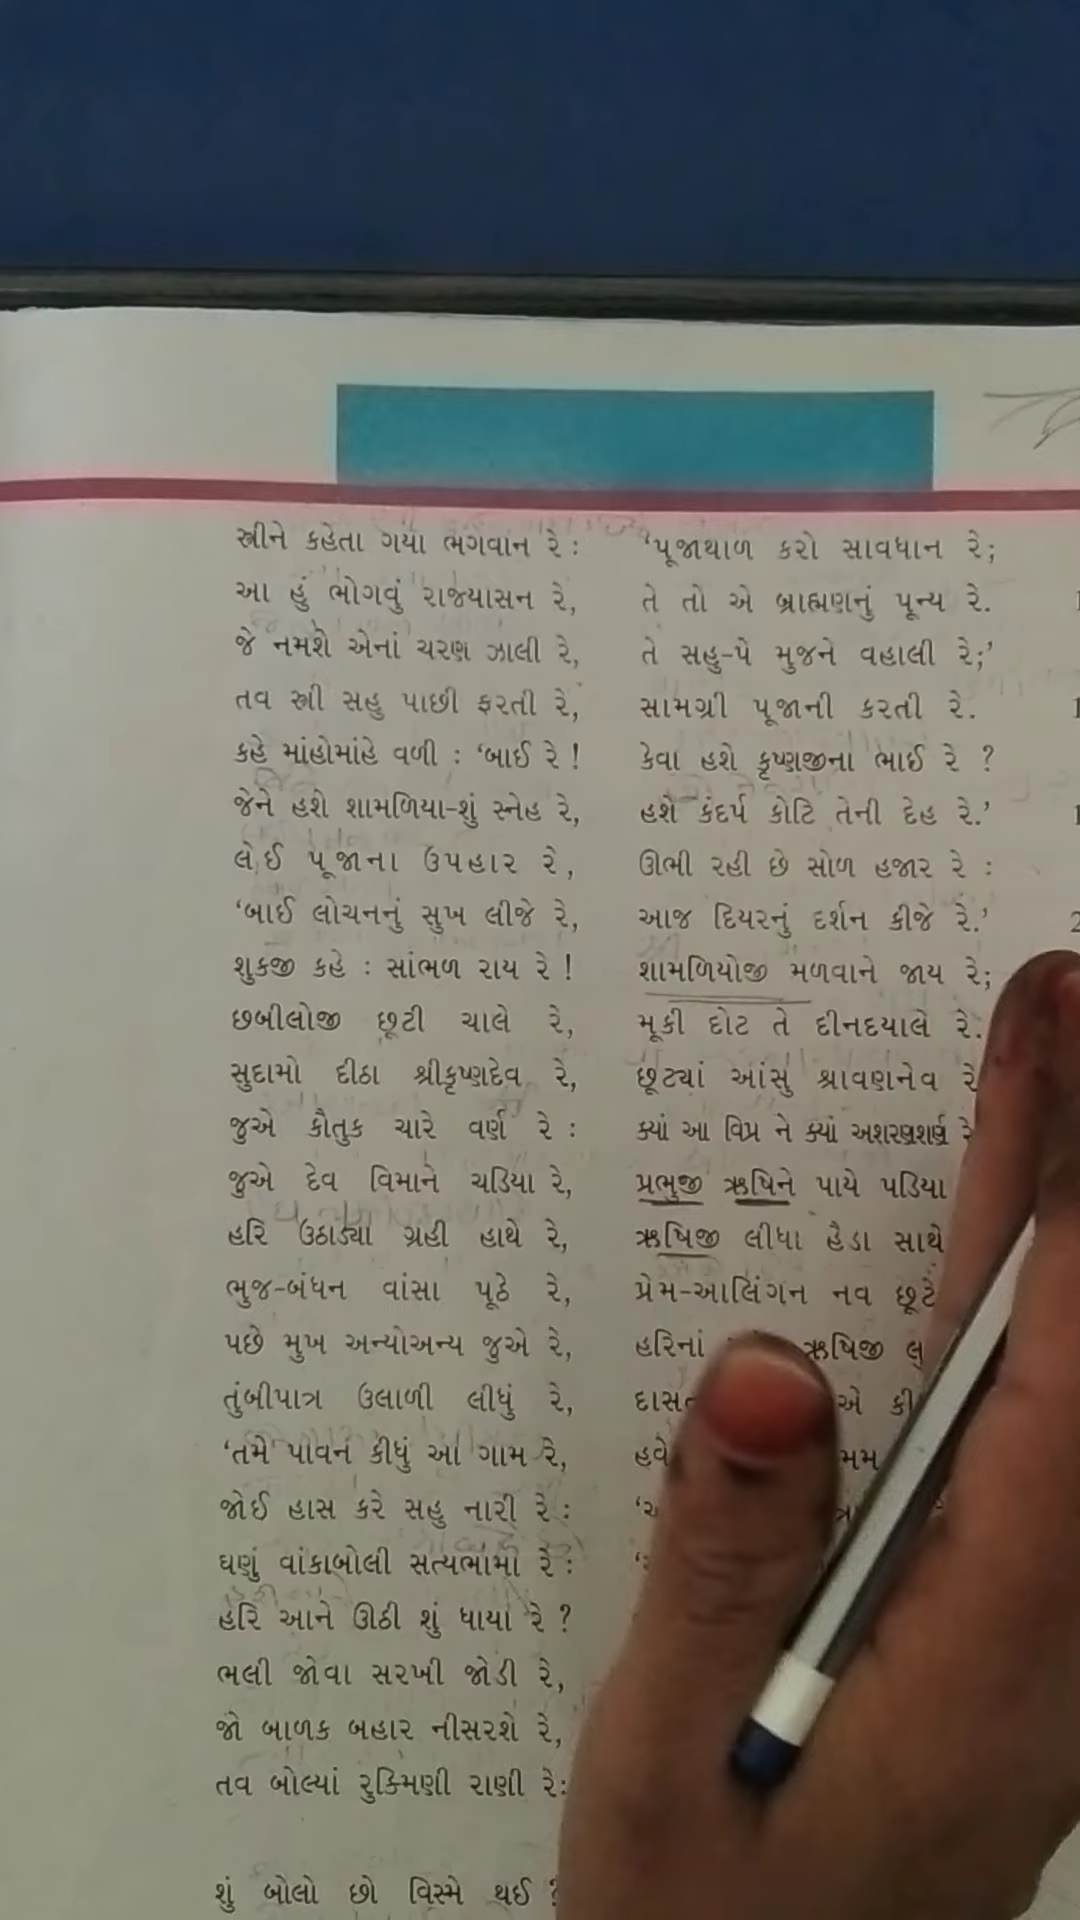 સ્ત્રીને કહેતા ગયા ભગવાન રે : ‘પૂજાથાળ કરો સાવધાન રે;
આ હું ભોગવું રાજ્યાસન રે, તે તો એ બ્રાહ્મણનું પૂન્ય રે.
જે નમશે એનાં ચરણ ઝાલી રે, તે સહુ-પે મુજને વહાલી રે;’
તવ સ્ત્રી સહુ પાછી ફરતી રે, સામગ્રી પૂજાની કરતી રે.
કહે માંહોમાંહે વળી : ‘બાઈ રે ! કેવા હશે કૃષ્ણજીના ભાઈ રે ?
જેને હશે શામળિયા-શું સ્નેહ રે, હશે કંદર્પ કોટિ તેની દેહ રે.’
લેઈ પૂજાના ઉપહાર રે, ઊભી રહી છે સોળ હજાર રે :
‘બાઈ લોચનનું સુખ લીજે રે, આજ દિયરનું દર્શન કીજે રે.’ 2
શુકજી કહે : સાંભળ રાય રે ! શામળિયોજી મળવાને જાય રે;
છબીલોજી છૂટી ચાલે રે, મૂકી દોટ તે દીનદયાલે રે.
સુદામો દીઠા શ્રીકૃષ્ણદેવ રે, છૂટ્યાં આંસુ શ્રાવણનેવ રે
જુએ કૌતુક ચારે વર્ણ રે : ક્યાં આ વિપ્ર ને ક્યાં અશરણશર્ણ રે
જુએ દેવ વિમાને ચડિયા રે, પ્રભુજી ઋષિને પાયે પડિયા
હરિ ઉઠાડ્યા ગ્રહી હાથે રે, ઋષિજી લીધા હૈડા સાથે
ભુજ-બંધન વાંસા પૂઠે રે, પ્રેમ-આલિંગન નવ છૂટે
પછે મુખ અન્યોઅન્ય જુએ રે, હરિનાં ઋષિજી
તુંબીપાત્ર ઉલાળી લીધું રે,
‘તમે પાવન કીધું આ ગામ રે,
જોઈ હાસ કરે સહુ નારી રે :
ઘણું વાંકાબોલી સત્યભામા રે :
હરિ આને ઊઠી શું ધાયા રે ?
ભલી જોવા સરખી જોડી રે,
જો બાળક બહાર નીસરશે રે,
તવ બોલ્યાં રુક્મિણી રાણી રે:
શું બોલો છો વિસ્મે થઈ ?